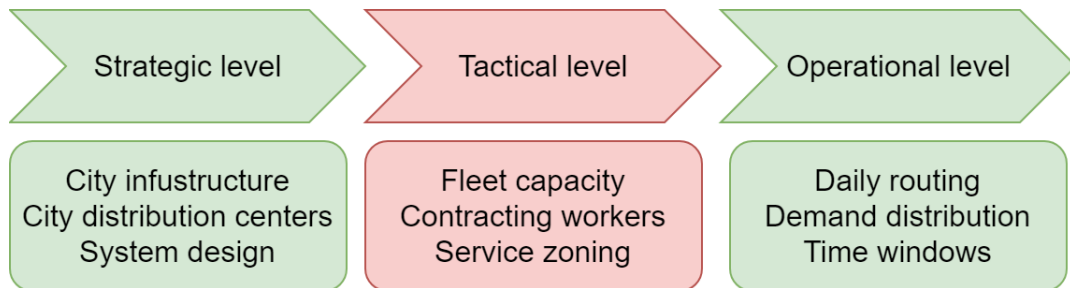 Strategic level
Tactical level
Operational level
City infustructure
City distribution centers
System design
Fleet capacity
Contracting workers
Service zoning
Daily routing
Demand distribution
Time windows